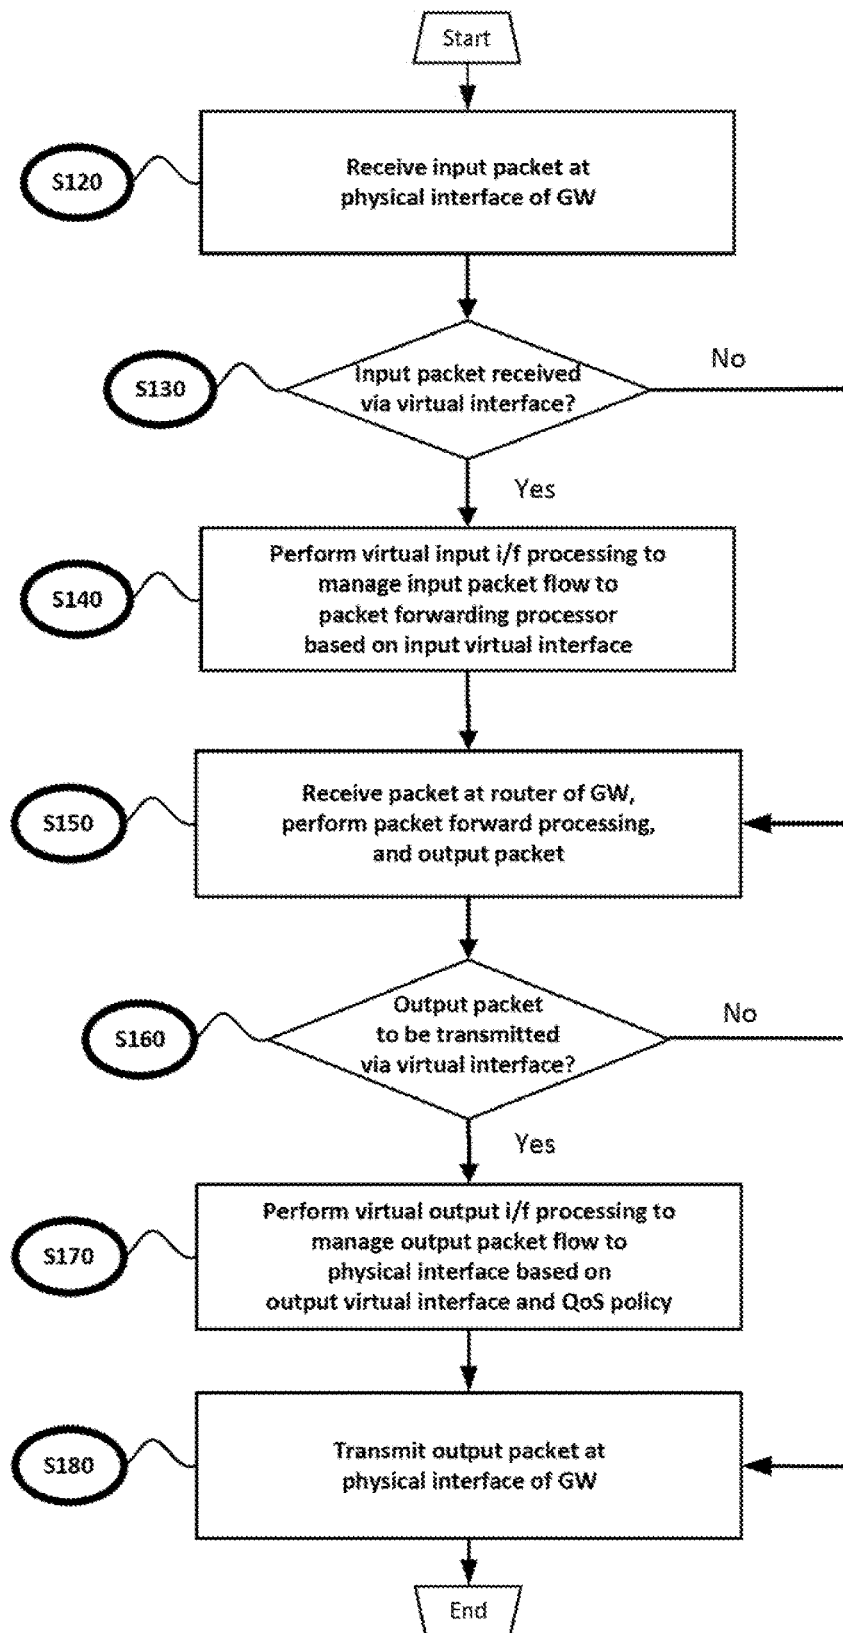 Start
S120
Receive input packet at
physical interface of GW
S130
Input packet received
via virtual interface?
No
Yes
S140
Perform virtual input i/f processing to
manage input packet flow to
packet forwarding processor
based on input virtual interface
S150
Receive packet at router of GW,
perform packet forward processing,
and output packet
S160
Output packet
to be transmitted
via virtual interface?
No
Yes
S170
Perform virtual output i/f processing to
manage output packet flow to
physical interface based on
output virtual interface and QoS policy
S180
Transmit output packet at
physical interface of GW
End